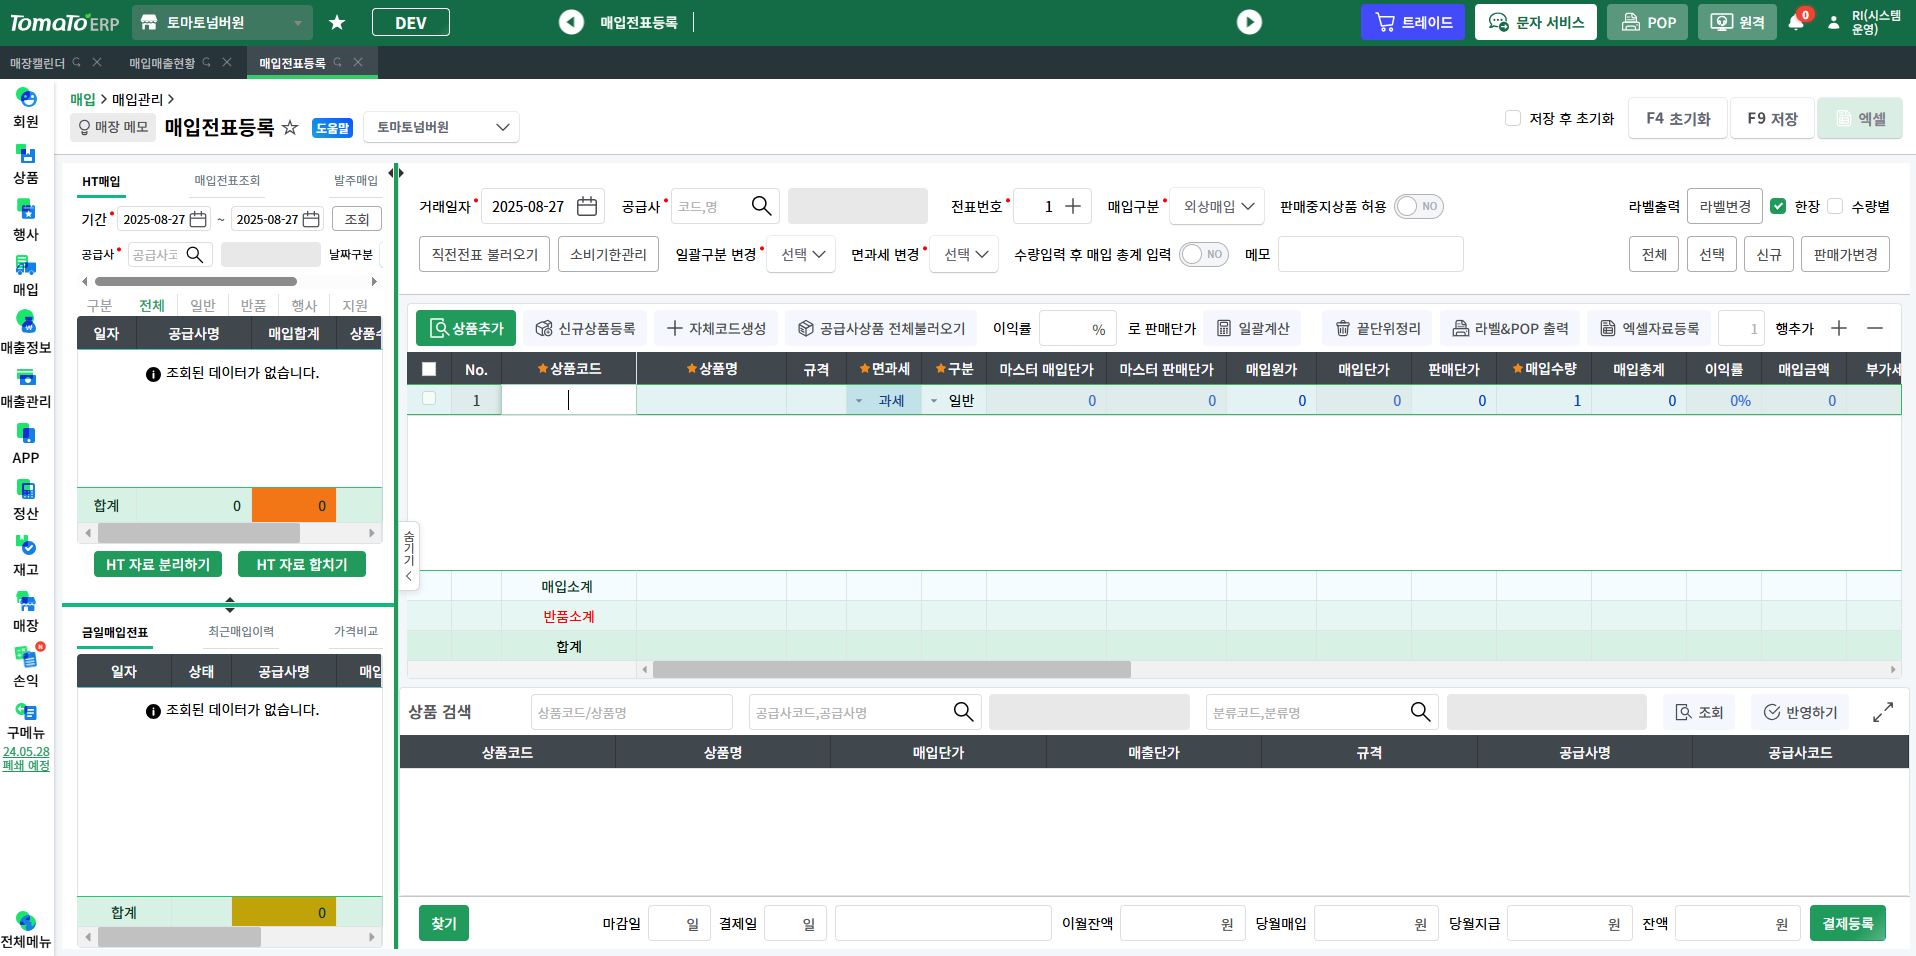 TomaToERP 토마토넘버원 DEV 매입전표등록 트레이드 문자 서비스 POP 원격 0 RI(시스템
운영)
매장캘린더 매입매출현황 매입전표등록
회원
상품
행사
매입
매출정보
매출관리
APP
정산
재고
매장
손익 N
구메뉴
24.05.28
폐쇄 예정
전체메뉴
매입 > 매입관리 >
매장 메모 매입전표등록 도움말 토마토넘버원
저장 후 초기화 F4 초기화 F9 저장 엑셀
HT매입 매입전표조회 발주매입
기간 2025-08-27 ~ 2025-08-27 조회
공급사 공급사코 날짜구분
구분 전체 일반 반품 행사 지원
일자 공급사명 매입합계 상품수
조회된 데이터가 없습니다.
합계 0 0
HT 자료 분리하기 HT 자료 합치기
금일매입전표 최근매입이력 가격비교
일자 상태 공급사명 매입
조회된 데이터가 없습니다.
합계 0
숨기기 <
거래일자 2025-08-27 공급사 코드,명 전표번호 1 매입구분 외상매입 판매중지상품 허용 NO 라벨출력 라벨변경 한장 수량별
직전전표 불러오기 소비기한관리 일괄구분 변경 선택 면과세 변경 선택 수량입력 후 매입 총계 입력 NO 메모 전체 선택 신규 판매가변경
상품추가 신규상품등록 자체코드생성 공급사상품 전체불러오기 이익률 % 로 판매단가 일괄계산 끝단위정리 라벨&POP 출력 엑셀자료등록 1 행추가
No. 상품코드 상품명 규격 면과세 구분 마스터 매입단가 마스터 판매단가 매입원가 매입단가 판매단가 매입수량 매입총계 이익률 매입금액 부가세
1 과세 일반 0 0 0 0 0 1 0 0% 0
매입소계
반품소계
합계
상품 검색 상품코드/상품명 공급사코드,공급사명 분류코드,분류명 조회 반영하기
상품코드 상품명 매입단가 매출단가 규격 공급사명 공급사코드
찾기 마감일 일 결제일 일 이월잔액 원 당월매입 원 당월지급 원 잔액 원 결제등록